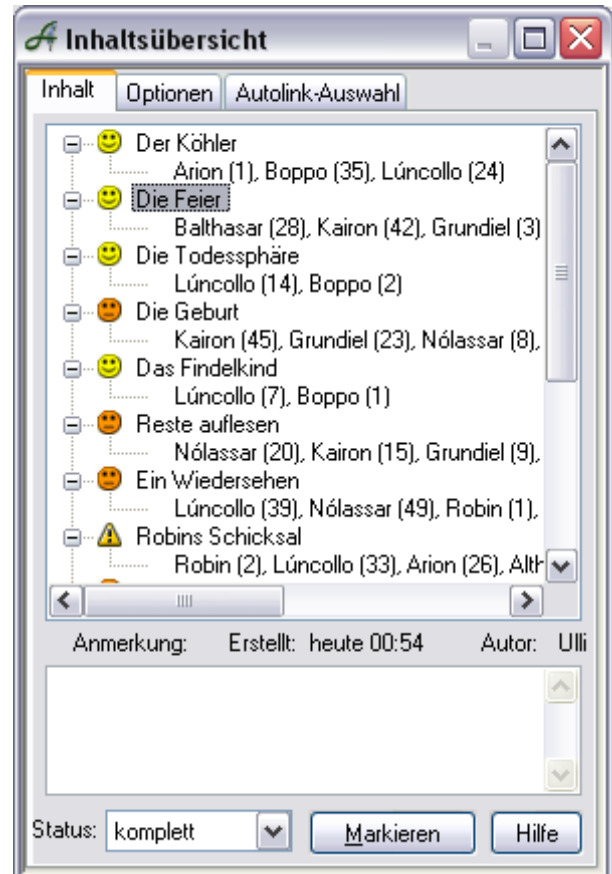 Inhaltsübersicht
Inhalt Optionen Autolink-Auswahl
Der Köhler
Arion (1), Boppo (35), Lúncollo (24)
Die Feier
Balthasar (28), Kairon (42), Grundiel (3)
Die Todessphäre
Lúncollo (14), Boppo (2)
Die Geburt
Kairon (45), Grundiel (23), Nólassar (8),
Das Findelkind
Lúncollo (7), Boppo (1)
Reste auflesen
Nólassar (20), Kairon (15), Grundiel (9),
Ein Wiedersehen
Lúncollo (39), Nólassar (49), Robin (1),
Robins Schicksal
Robin (2), Lúncollo (33), Arion (26), Alth
Anmerkung: Erstellt: heute 00:54 Autor: Ulli
Status: komplett Markieren Hilfe